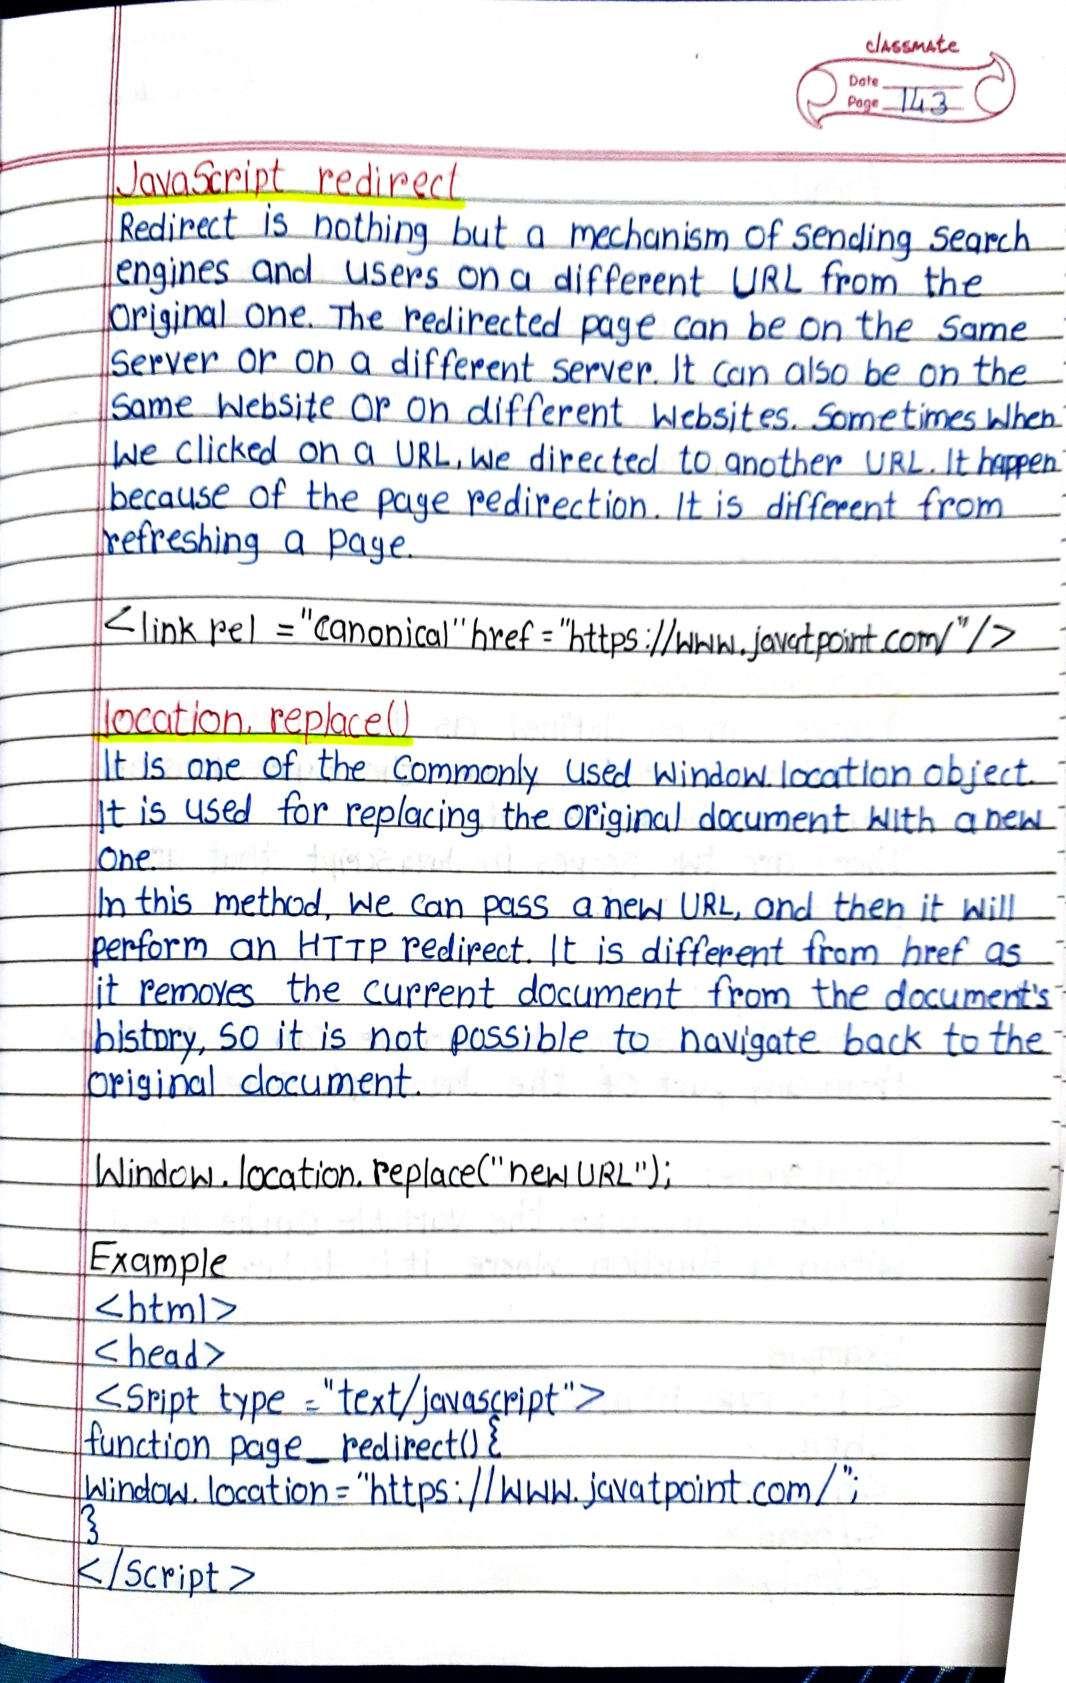 classmate
Date
Page 143
JavaScript redirect
Redirect is nothing but a mechanism of sending search
engines and users on a different URL from the
original one. The redirected page can be on the same
server or on a different server. It can also be on the
same website or on different websites. Sometimes when
we clicked on a URL, we directed to another URL. It happen
because of the page redirection. It is different from
refreshing a page.
<link rel ="canonical" href="https://www.javatpoint.com/"/>
location. replace()
It is one of the commonly used window.location object.
It is used for replacing the original document with a new
one.
In this method, we can pass a new URL, and then it will
perform an HTTP redirect. It is different from href as
it removes the current document from the document's
history, so it is not possible to navigate back to the
original document.
Window.location.replace("new URL");
Example
<html>
<head>
<Sript type ="text/javascript">
function page_redirect(){
Window.location="https://www.javatpoint.com/";
}
</Script>